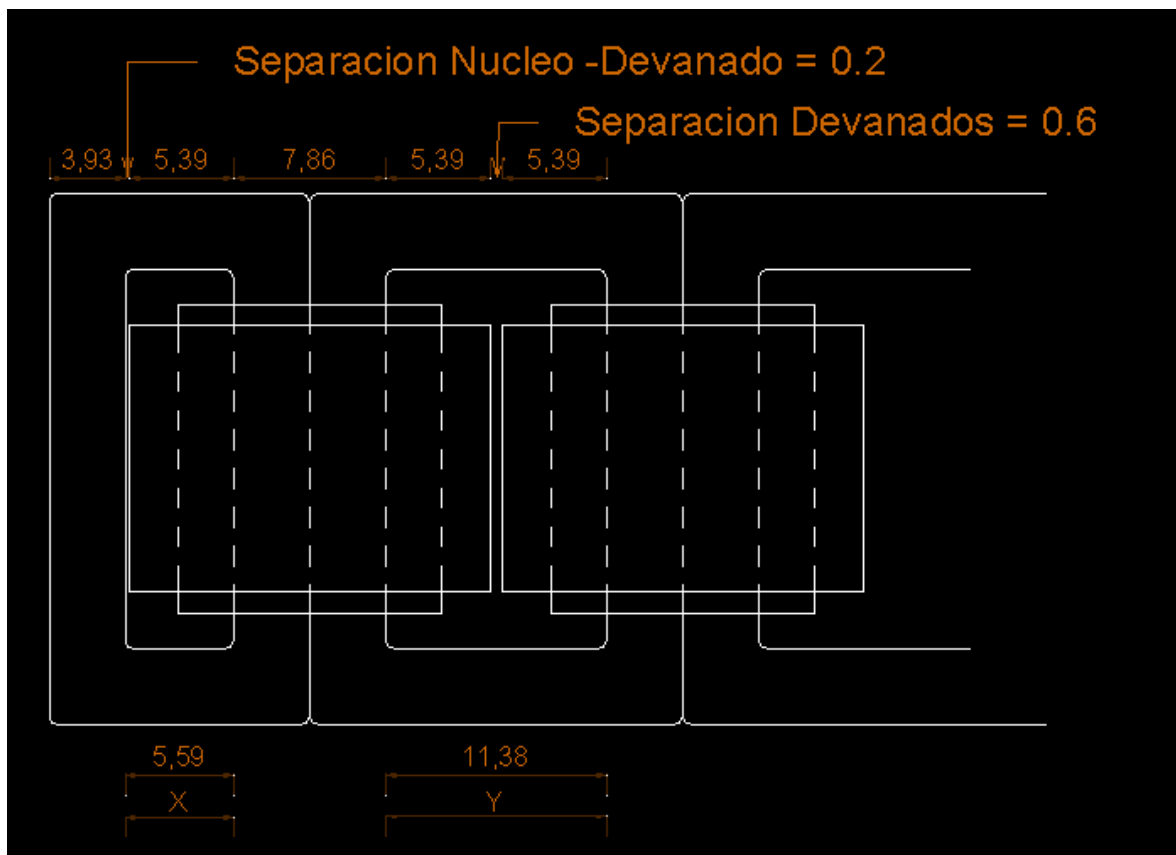 Separacion Nucleo -Devanado = 0.2
Separación Devanados = 0.6
3,93 5,39 7,86 5,39 5,39
5,59 11,38
X Y